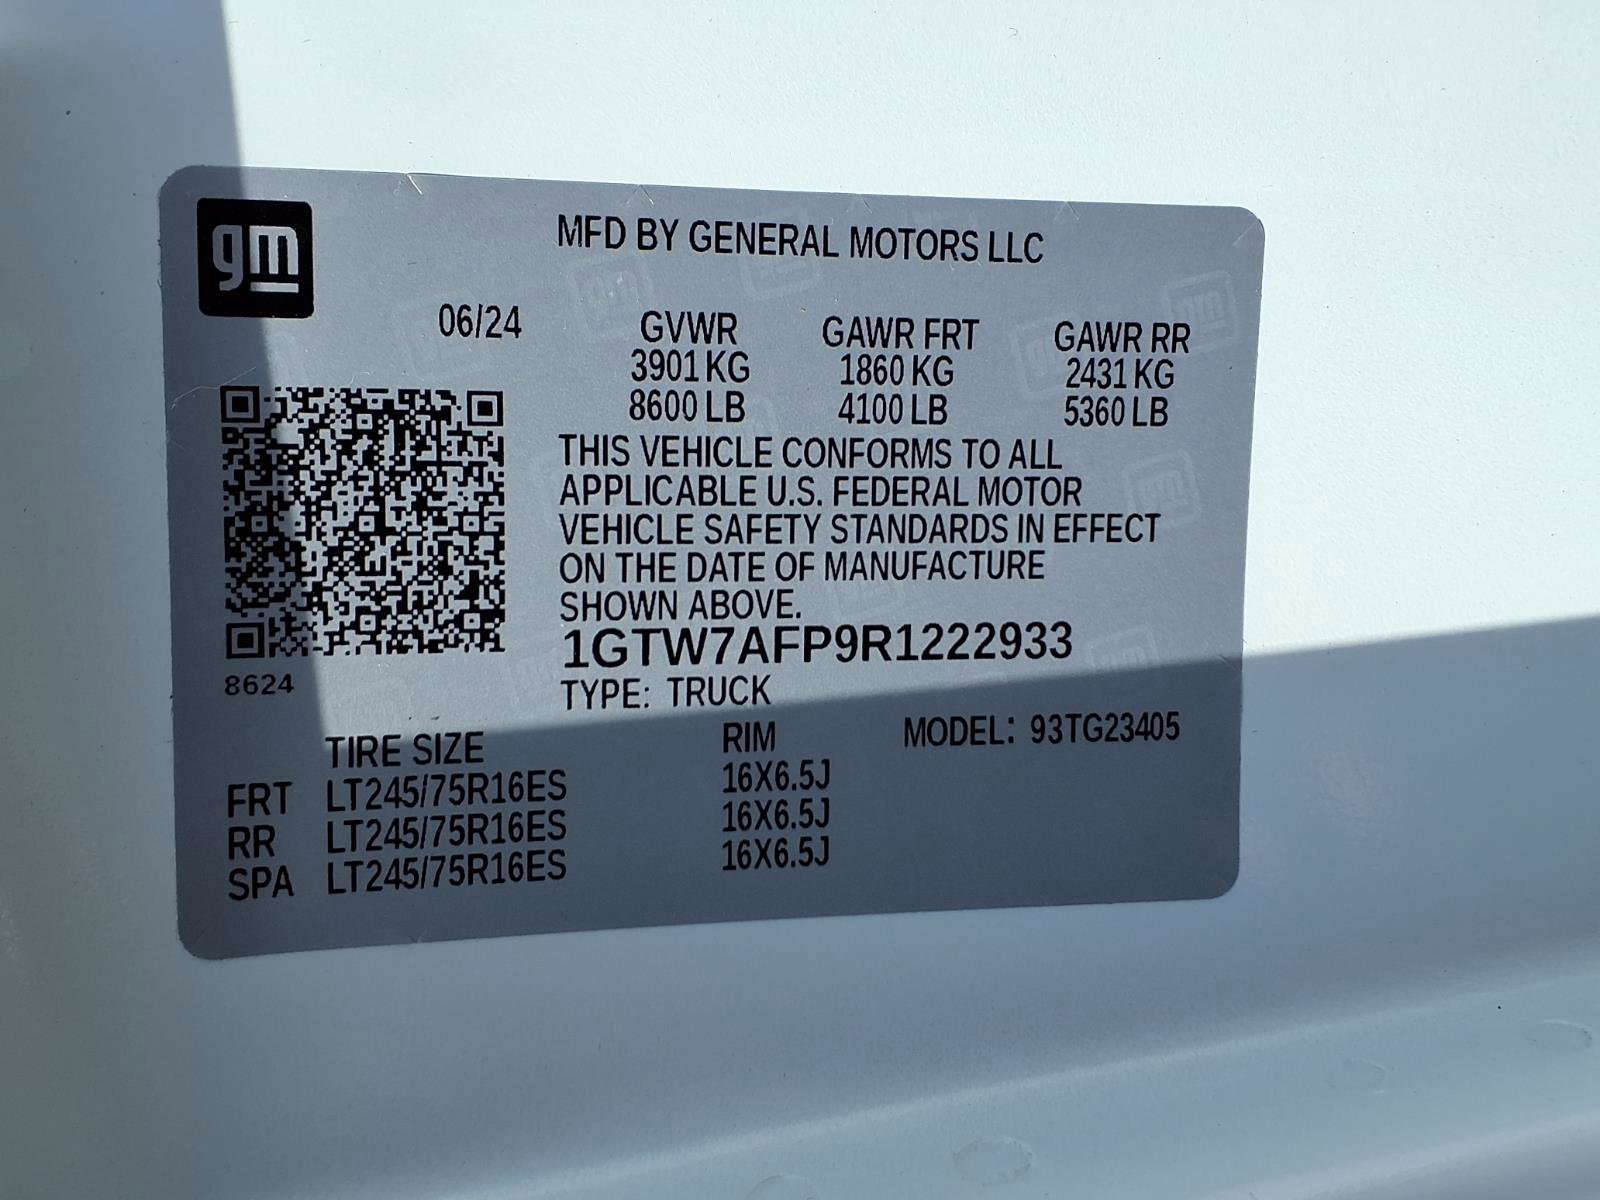 gm
MFD BY GENERAL MOTORS LLC
06/24 GVWR GAWR FRT GAWR RR
3901 KG 1860 KG 2431 KG
8600 LB 4100 LB 5360 LB
THIS VEHICLE CONFORMS TO ALL
APPLICABLE U.S. FEDERAL MOTOR
VEHICLE SAFETY STANDARDS IN EFFECT
ON THE DATE OF MANUFACTURE
SHOWN ABOVE.
1GTW7AFP9R1222933
8624
TYPE: TRUCK
TIRE SIZE RIM MODEL: 93TG23405
FRT LT245/75R16ES 16X6.5J
RR LT245/75R16ES 16X6.5J
SPA LT245/75R16ES 16X6.5J